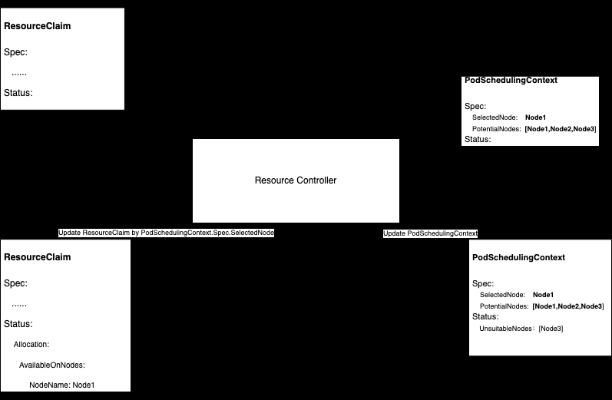 ResourceClaim
Spec:
......
Status:
PodSchedulingContext
Spec:
SelectedNode: Node1
PotentialNodes: [Node1,Node2,Node3]
Status:
Resource Controller
Update ResourceClaim by PodSchedulingContext.Spec.SelectedNode
Update PodSchedulingContext
ResourceClaim
Spec:
......
Status:
Allocation:
AvailableOnNodes:
NodeName: Node1
PodSchedulingContext
Spec:
SelectedNode: Node1
PotentialNodes: [Node1,Node2,Node3]
Status:
UnsuitableNodes： [Node3]